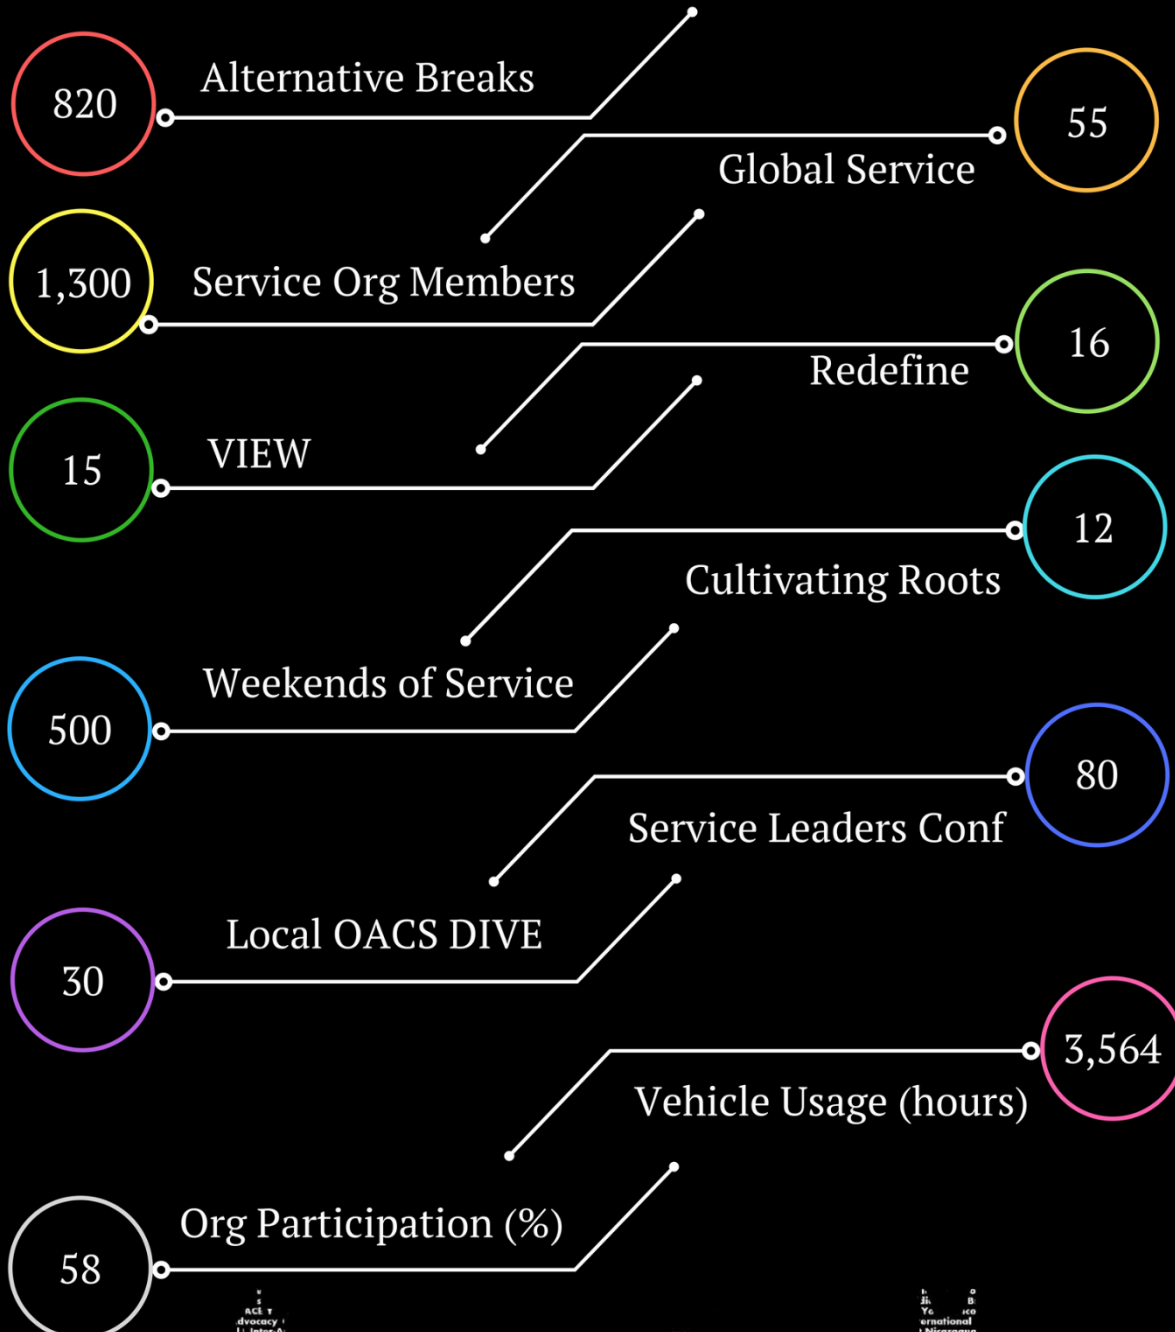 820
Alternative Breaks
55
Global Service
1,300
Service Org Members
16
Redefine
15
VIEW
12
Cultivating Roots
500
Weekends of Service
80
Service Leaders Conf
30
Local OACS DIVE
3,564
Vehicle Usage (hours)
58
Org Participation (%)